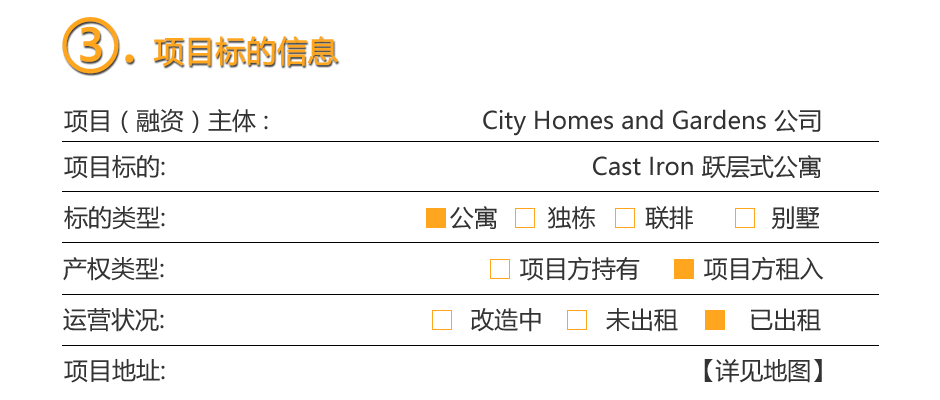 ③. 项目标的信息
项目（融资）主体： City Homes and Gardens 公司
项目标的: Cast Iron 跃层式公寓
标的类型: ■公寓 □ 独栋 □ 联排 □ 别墅
产权类型: □ 项目方持有 ■ 项目方租入
运营状况: □ 改造中 □ 未出租 ■ 已出租
项目地址: 【详见地图】